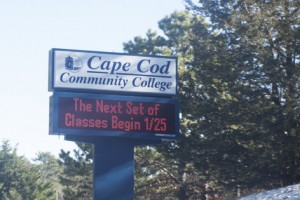 Cape Cod
Community College
The Next Set of
Classes Begin 1/25